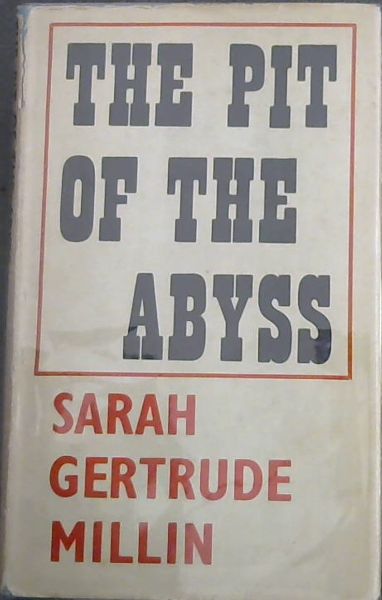 THE PIT
OF THE
ABYSS
SARAH
GERTRUDE
MILLIN